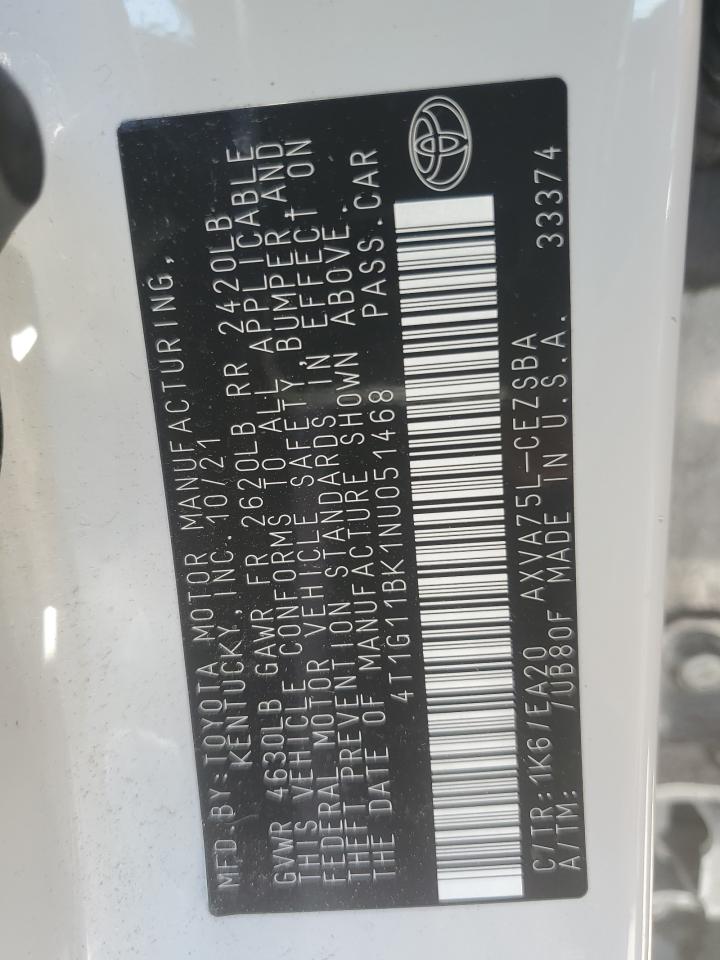 MFD.BY:TOYOTA MOTOR MANUFACTURING,
KENTUCKY, INC. 10/21
GVWR 4630LB GAWR FR 2620LB RR 2420LB
THIS VEHICLE CONFORMS TO ALL APPLICABLE
FEDERAL MOTOR VEHICLE SAFETY, BUMPER, AND
THEFT PREVENTION STANDARDS IN EFFECT ON
THE DATE OF MANUFACTURE SHOWN ABOVE.
4T1G11BK1NU051468 PASS.CAR
C/TR:1K6/EA20 AXVA75L-CEZSBA
A/TM: /UB80F MADE IN U.S.A. 33374